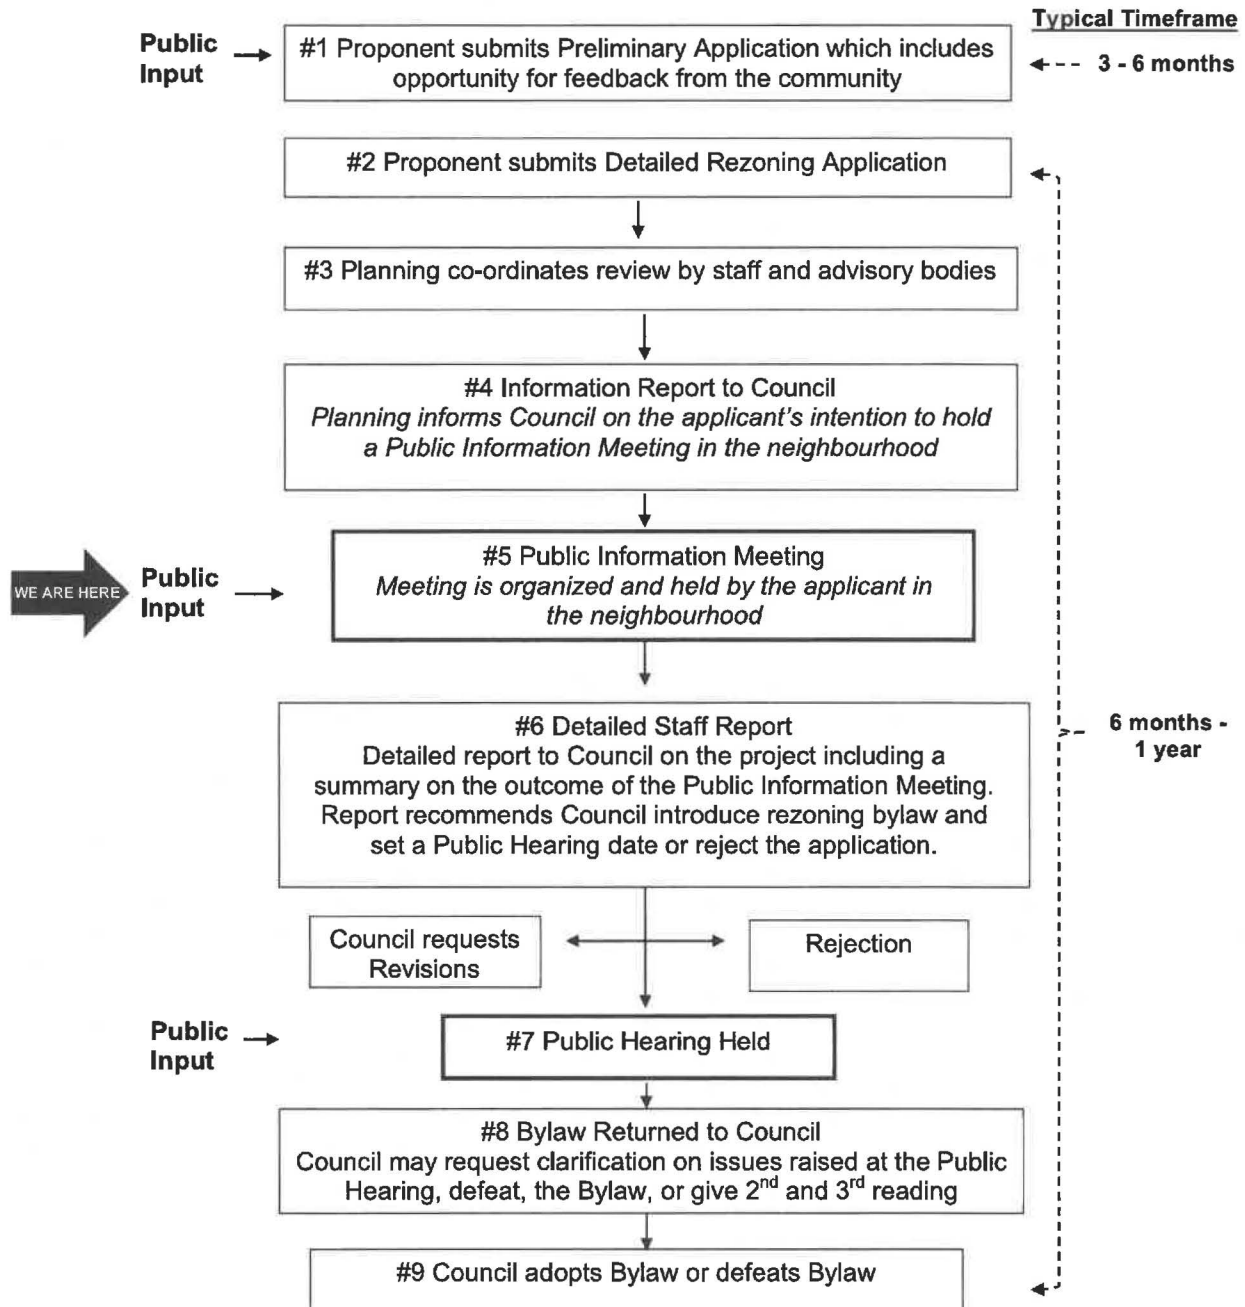 Typical Timeframe
Public
Input
#1 Proponent submits Preliminary Application which includes
opportunity for feedback from the community
3 - 6 months
#2 Proponent submits Detailed Rezoning Application
#3 Planning co-ordinates review by staff and advisory bodies
#4 Information Report to Council
Planning informs Council on the applicant's intention to hold
a Public Information Meeting in the neighbourhood
WE ARE HERE
Public
Input
#5 Public Information Meeting
Meeting is organized and held by the applicant in
the neighbourhood
#6 Detailed Staff Report
Detailed report to Council on the project including a
summary on the outcome of the Public Information Meeting.
Report recommends Council introduce rezoning bylaw and
set a Public Hearing date or reject the application.
6 months -
1 year
Council requests
Revisions
Rejection
Public
Input
#7 Public Hearing Held
#8 Bylaw Returned to Council
Council may request clarification on issues raised at the Public
Hearing, defeat, the Bylaw, or give 2nd and 3rd reading
#9 Council adopts Bylaw or defeats Bylaw